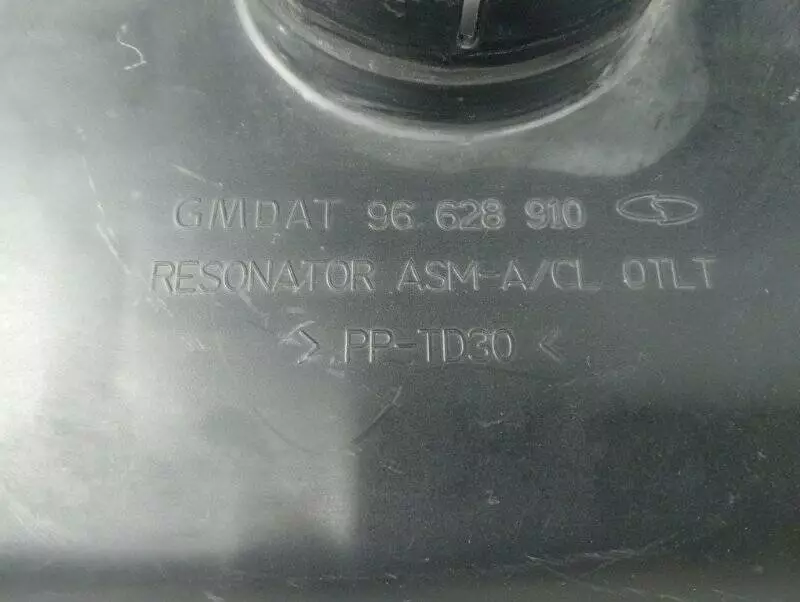 GMDAT 96 628 910
RESONATOR ASM-A/CL OTLT
> PP-TD30 <